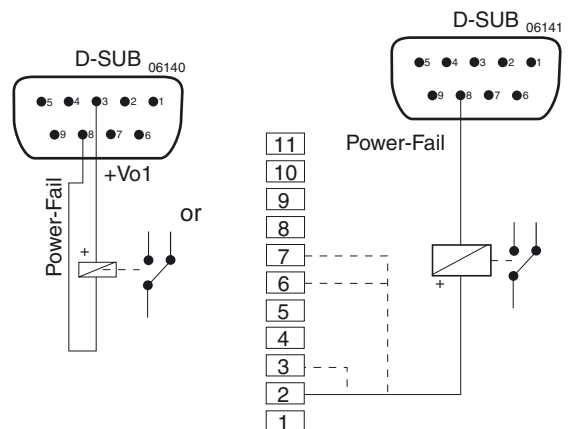 D-SUB 06140
5 4 3 2 1
9 8 7 6
+Vo1
Power-Fail
+
or
D-SUB 06141
5 4 3 2 1
9 8 7 6
Power-Fail
+
11
10
9
8
7
6
5
4
3
2
1